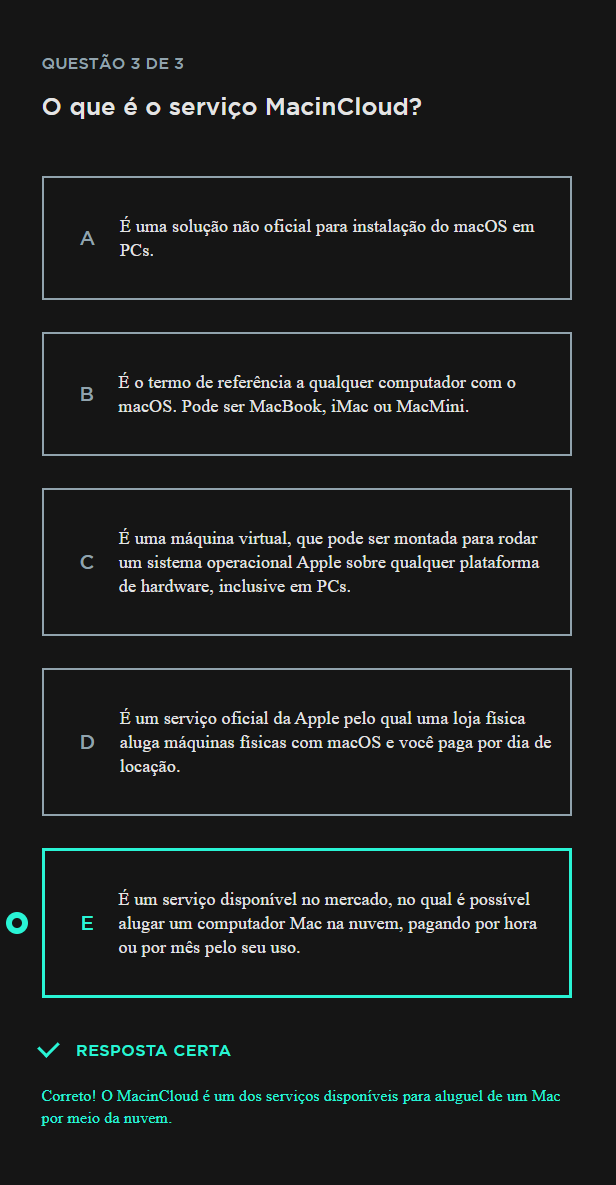 QUESTÃO 3 DE 3
O que é o serviço MacinCloud?
A
É uma solução não oficial para instalação do macOS em
PCs.
B
É o termo de referência a qualquer computador com o
macOS. Pode ser MacBook, iMac ou MacMini.
C
É uma máquina virtual, que pode ser montada para rodar
um sistema operacional Apple sobre qualquer plataforma
de hardware, inclusive em PCs.
D
É um serviço oficial da Apple pelo qual uma loja física
aluga máquinas físicas com macOS e você paga por dia de
locação.
E
É um serviço disponível no mercado, no qual é possível
alugar um computador Mac na nuvem, pagando por hora
ou por mês pelo seu uso.
RESPOSTA CERTA
Correto! O MacinCloud é um dos serviços disponíveis para aluguel de um Mac
por meio da nuvem.